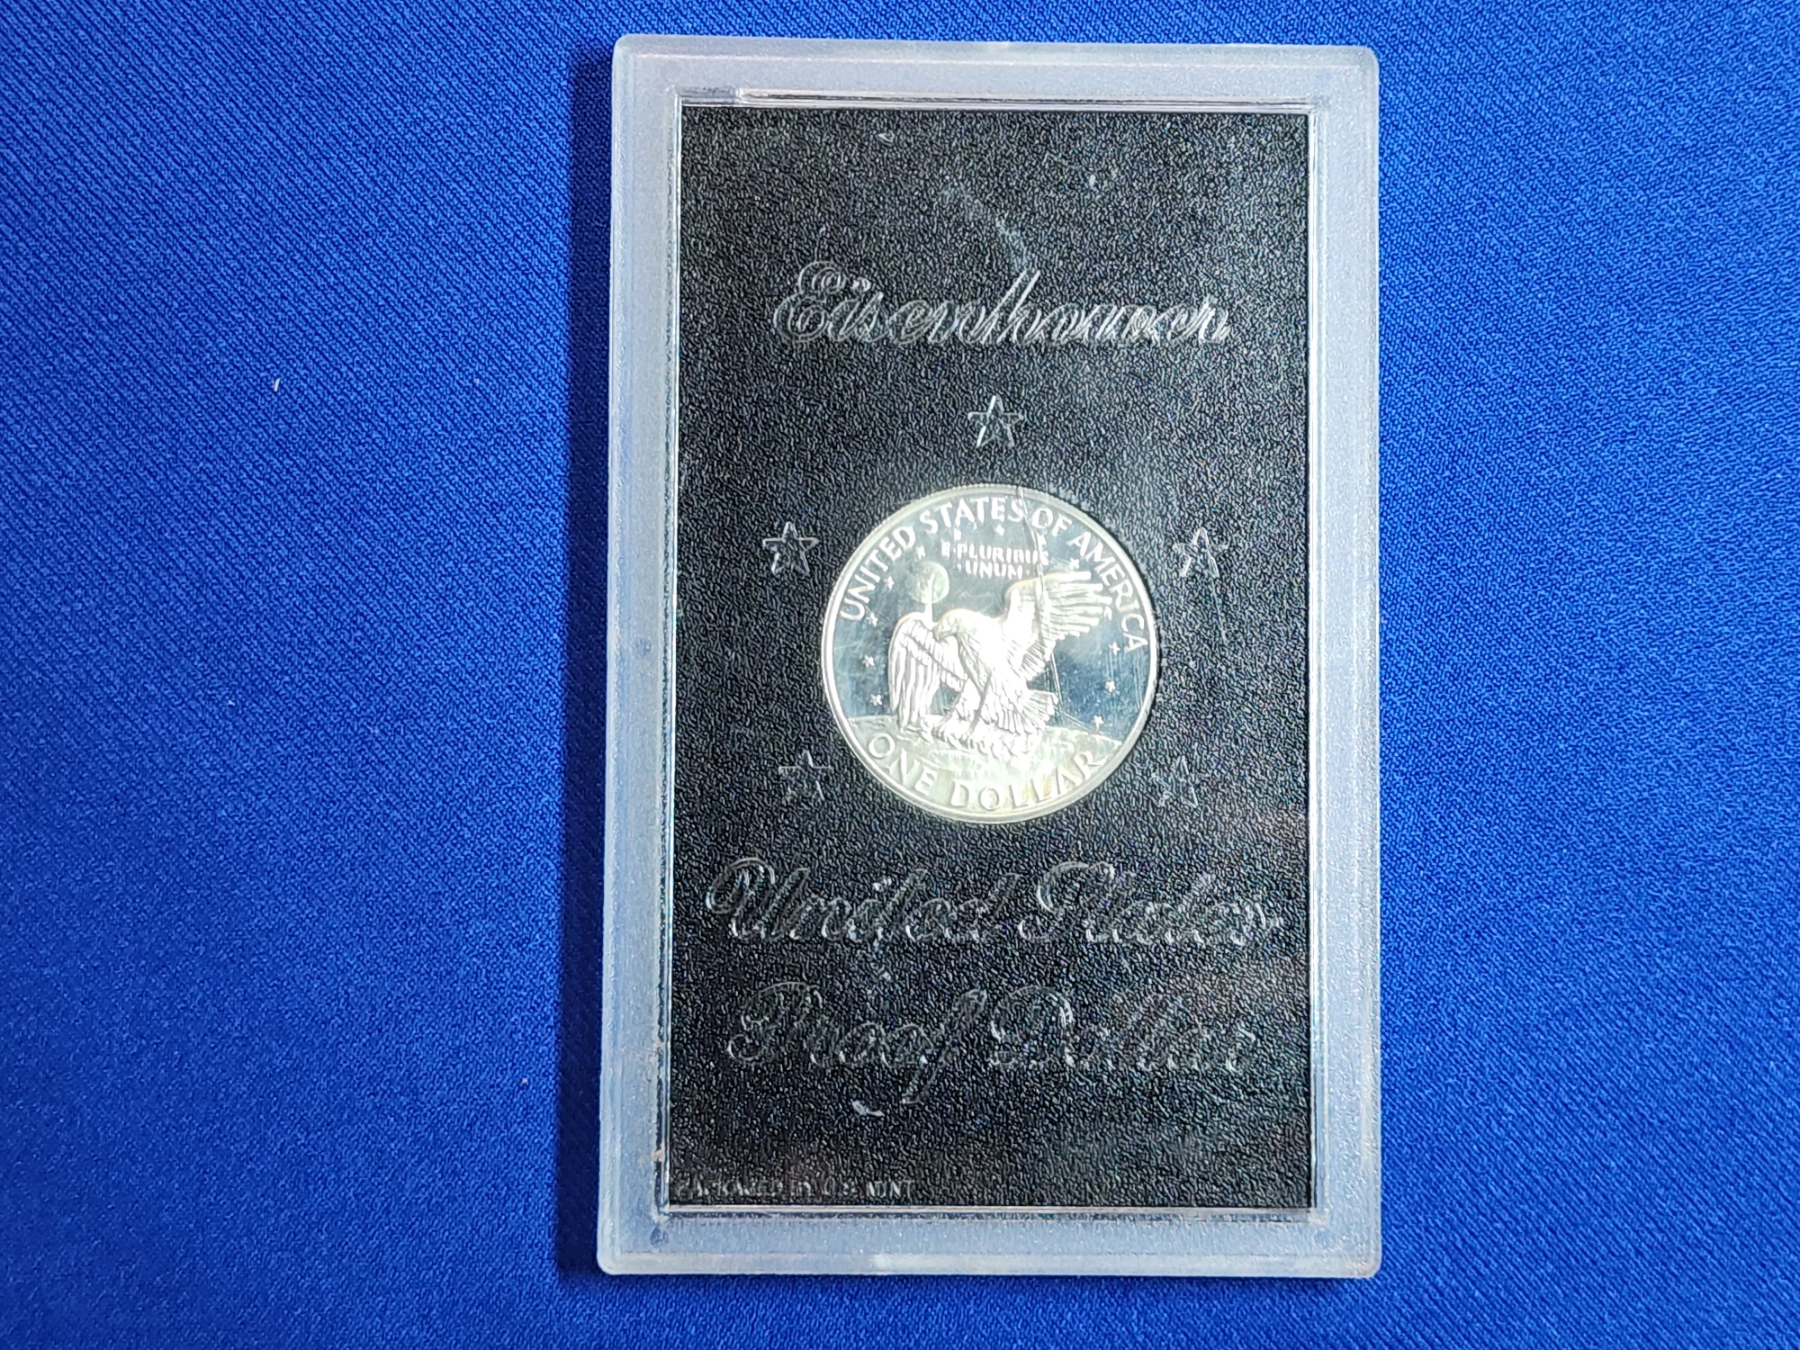 Eisenhower
UNITED STATES OF AMERICA
E·PLURIBUS
·UNUM·
ONE DOLLAR
United States
Proof Dollar
PACKAGED BY U.S. MINT